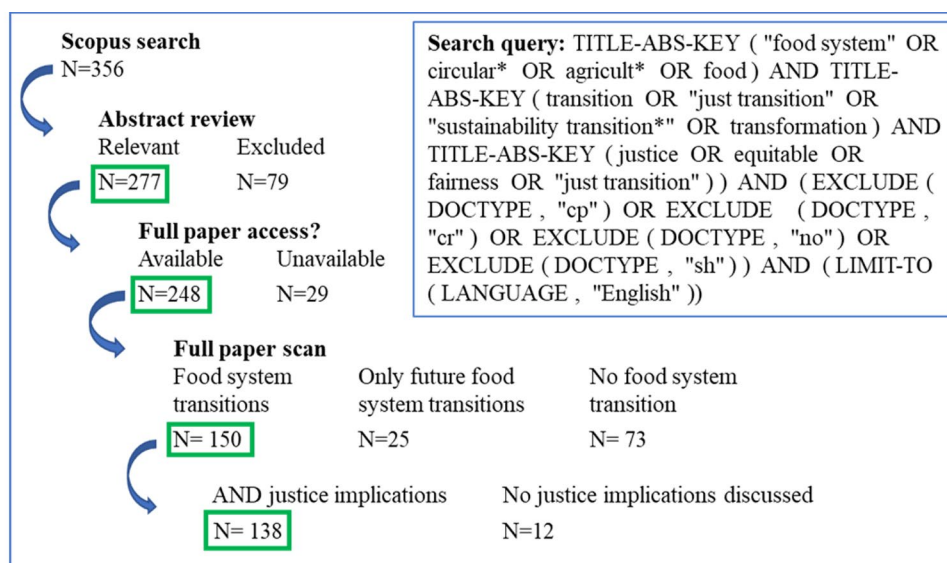 Scopus search
N=356
Abstract review
Relevant Excluded
N=277 N=79
Full paper access?
Available Unavailable
N=248 N=29
Full paper scan
Food system Only future food No food system
transitions system transitions transition
N= 150 N=25 N= 73
AND justice implications No justice implications discussed
N= 138 N=12
Search query: TITLE-ABS-KEY ( "food system" OR
circular* OR agricult* OR food ) AND TITLE-
ABS-KEY ( transition OR "just transition" OR
"sustainability transition*" OR transformation ) AND
TITLE-ABS-KEY ( justice OR equitable OR
fairness OR "just transition" ) ) AND ( EXCLUDE (
DOCTYPE , "cp" ) OR EXCLUDE ( DOCTYPE ,
"cr" ) OR EXCLUDE ( DOCTYPE , "no" ) OR
EXCLUDE ( DOCTYPE , "sh" ) ) AND ( LIMIT-TO
( LANGUAGE , "English" ))